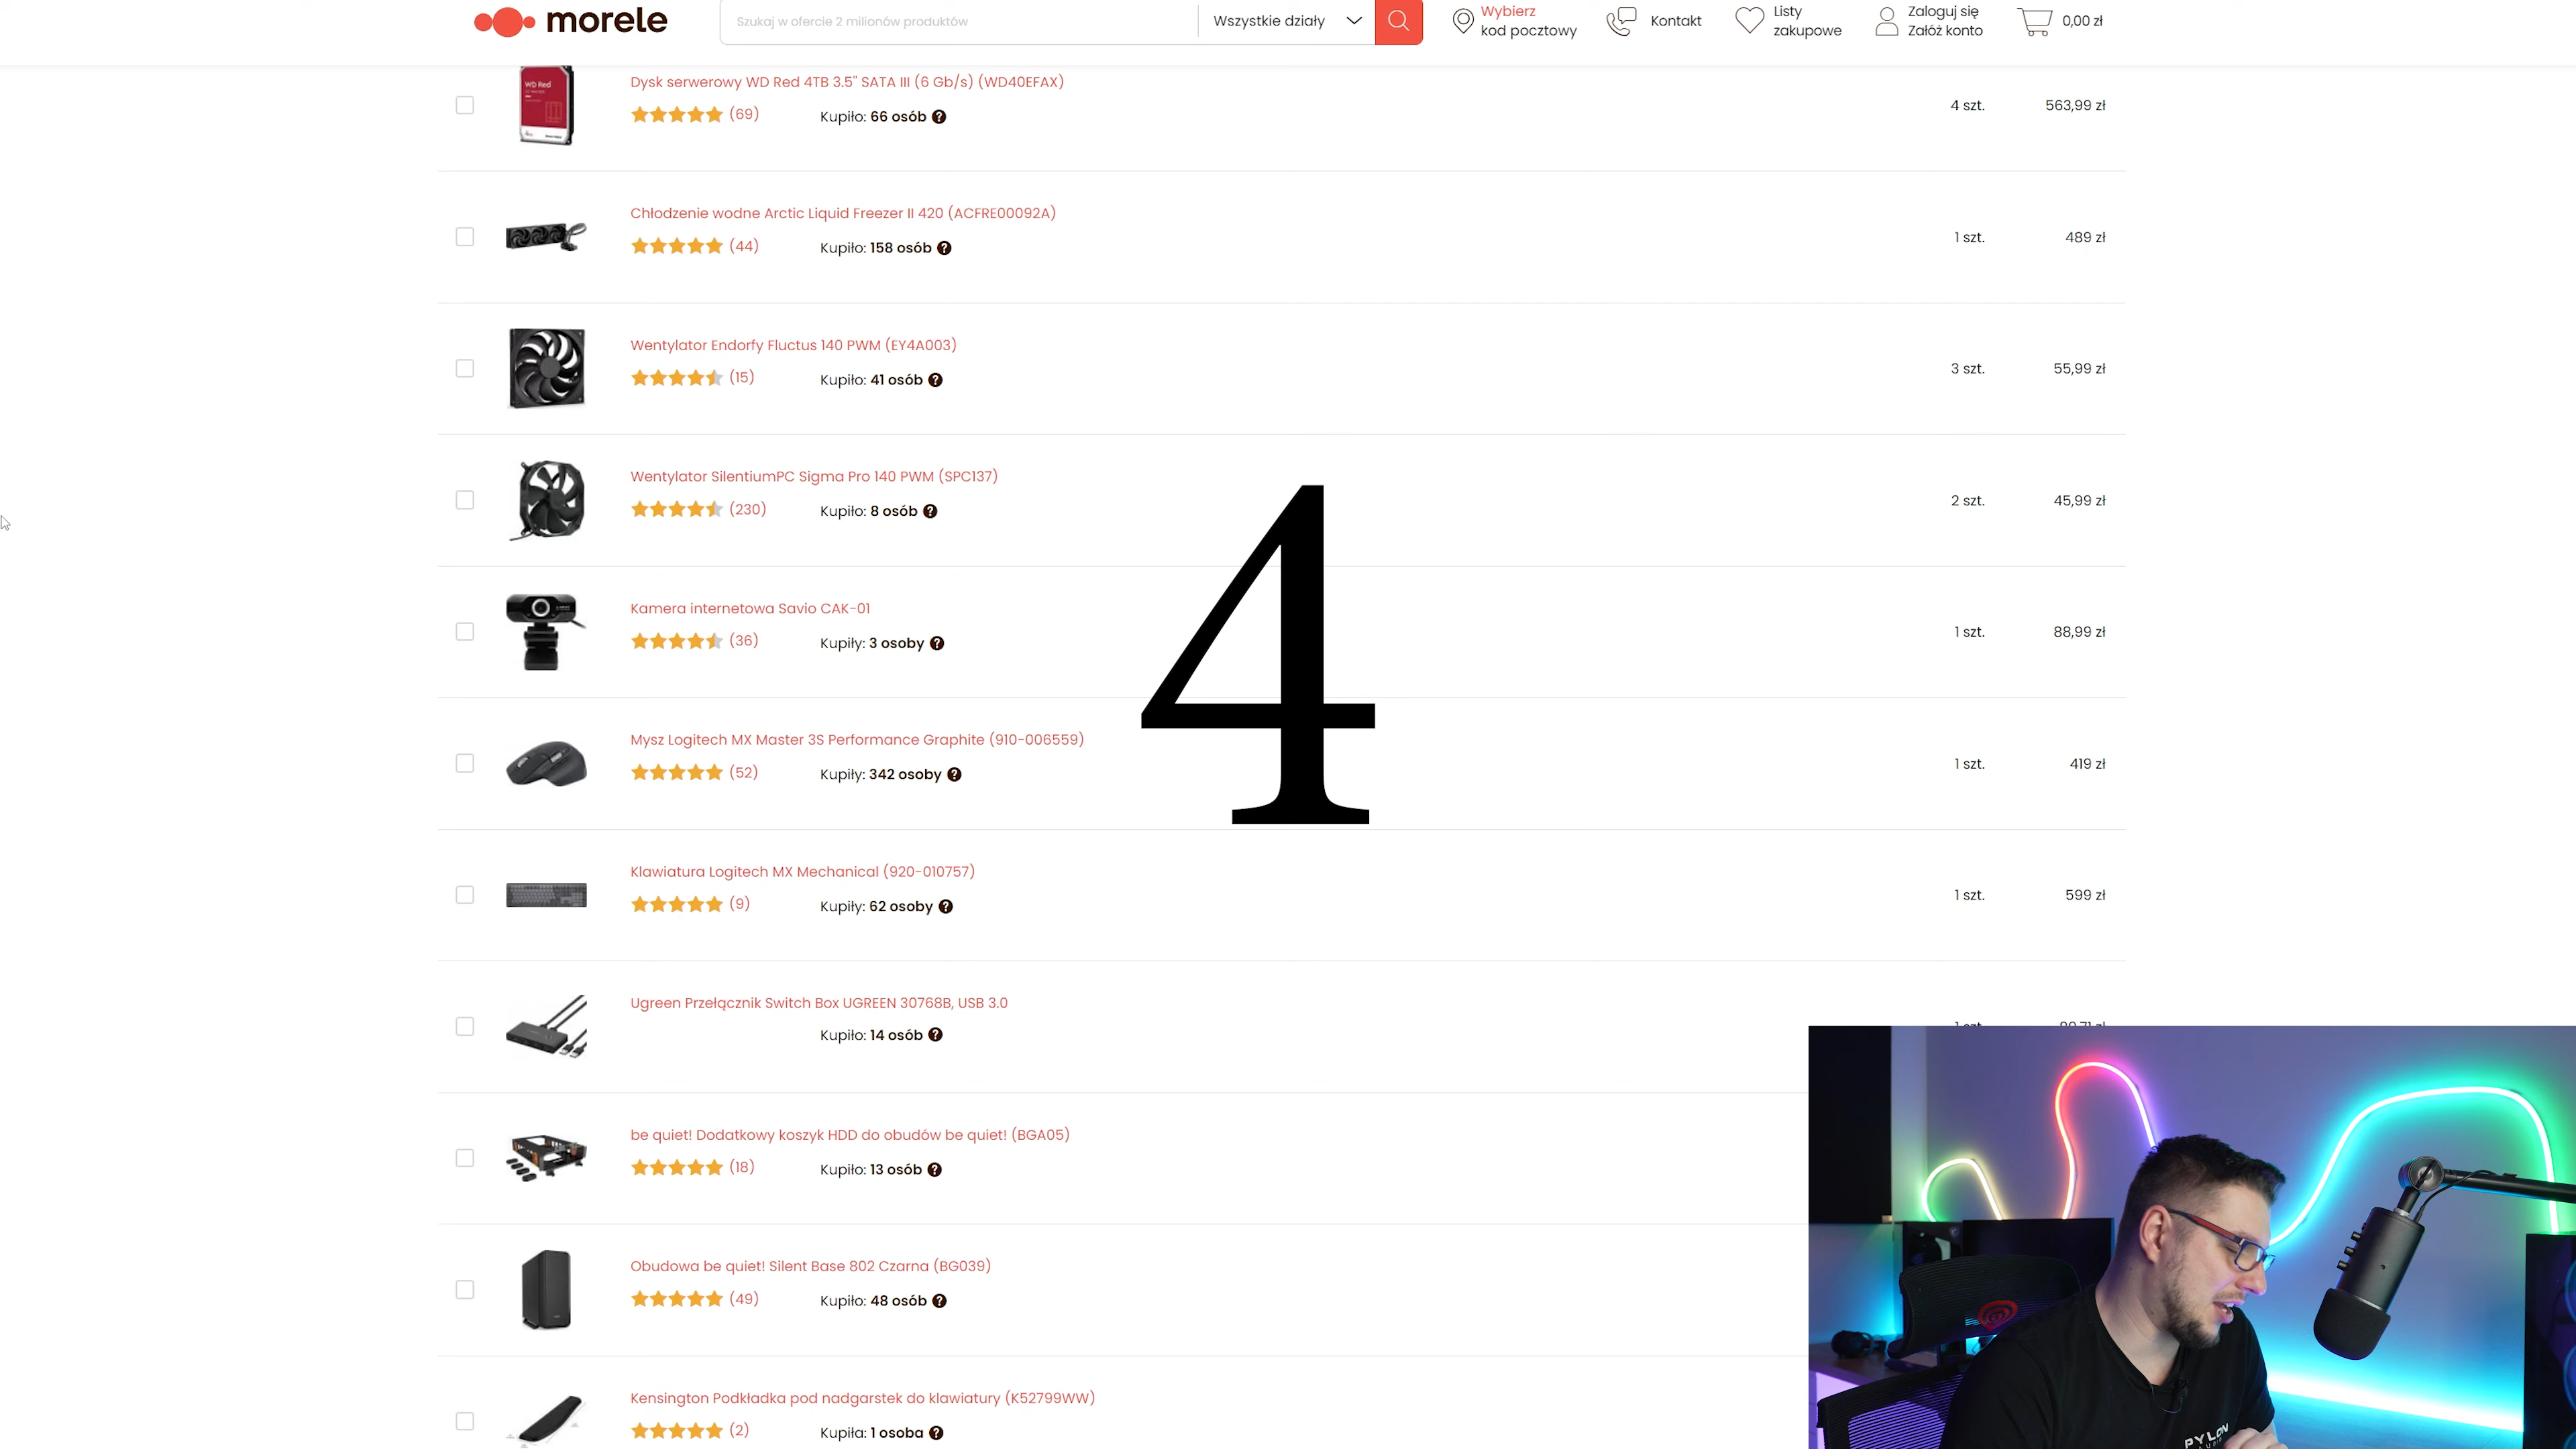 morele
Szukaj w ofercie 2 milionów produktów
Wszystkie działy
Wybierz
kod pocztowy
Kontakt
Listy
zakupowe
Zaloguj się
Załóż konto
0,00 zł
Dysk serwerowy WD Red 4TB 3.5" SATA III (6 Gb/s) (WD40EFAX)
(69) Kupiło: 66 osób ?
4 szt. 563,99 zł
WD Red
Chłodzenie wodne Arctic Liquid Freezer II 420 (ACFRE00092A)
(44) Kupiło: 158 osób ?
1 szt. 489 zł
Wentylator Endorfy Fluctus 140 PWM (EY4A003)
(15) Kupiło: 41 osób ?
3 szt. 55,99 zł
Wentylator SilentiumPC Sigma Pro 140 PWM (SPC137)
(230) Kupiło: 8 osób ?
2 szt. 45,99 zł
4
Kamera internetowa Savio CAK-01
(36) Kupiły: 3 osoby ?
1 szt. 88,99 zł
Mysz Logitech MX Master 3S Performance Graphite (910-006559)
(52) Kupiły: 342 osoby ?
1 szt. 419 zł
Klawiatura Logitech MX Mechanical (920-010757)
(9) Kupiły: 62 osoby ?
1 szt. 599 zł
Ugreen Przełącznik Switch Box UGREEN 30768B, USB 3.0
Kupiło: 14 osób ?
be quiet! Dodatkowy koszyk HDD do obudów be quiet! (BGA05)
(18) Kupiło: 13 osób ?
Obudowa be quiet! Silent Base 802 Czarna (BG039)
(49) Kupiło: 48 osób ?
Kensington Podkładka pod nadgarstek do klawiatury (K52799WW)
(2) Kupiła: 1 osoba ?
PYLON